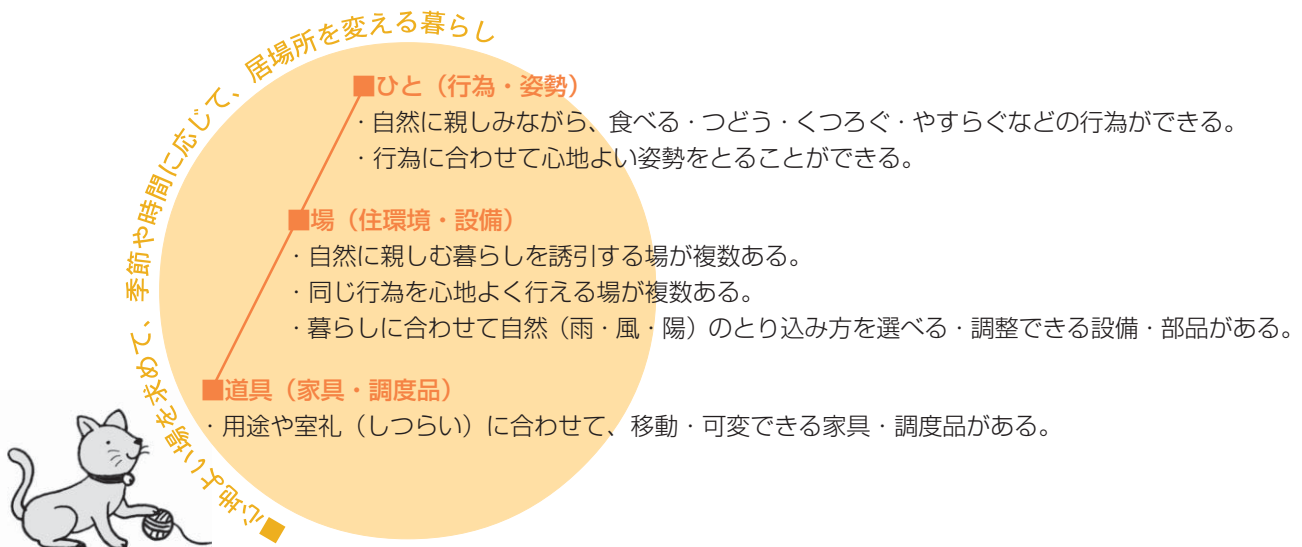 ■心地よい場を求めて、季節や時間に応じて、居場所を変える暮らし
■ひと（行為・姿勢）
・自然に親しみながら、食べる・つどう・くつろぐ・やすらぐなどの行為ができる。
・行為に合わせて心地よい姿勢をとることができる。
■場（住環境・設備）
・自然に親しむ暮らしを誘引する場が複数ある。
・同じ行為を心地よく行える場が複数ある。
・暮らしに合わせて自然（雨・風・陽）のとり込み方を選べる・調整できる設備・部品がある。
■道具（家具・調度品）
・用途や室礼（しつらい）に合わせて、移動・可変できる家具・調度品がある。